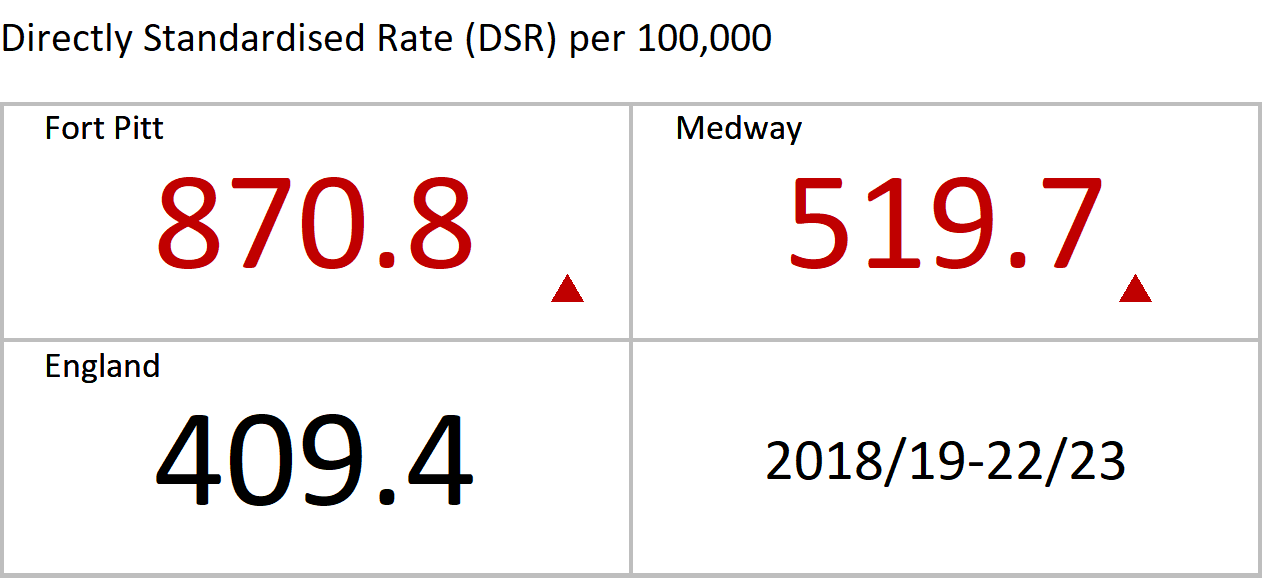 Directly Standardised Rate (DSR) per 100,000
Fort Pitt
870.8
Medway
519.7
England
409.4
2018/19-22/23